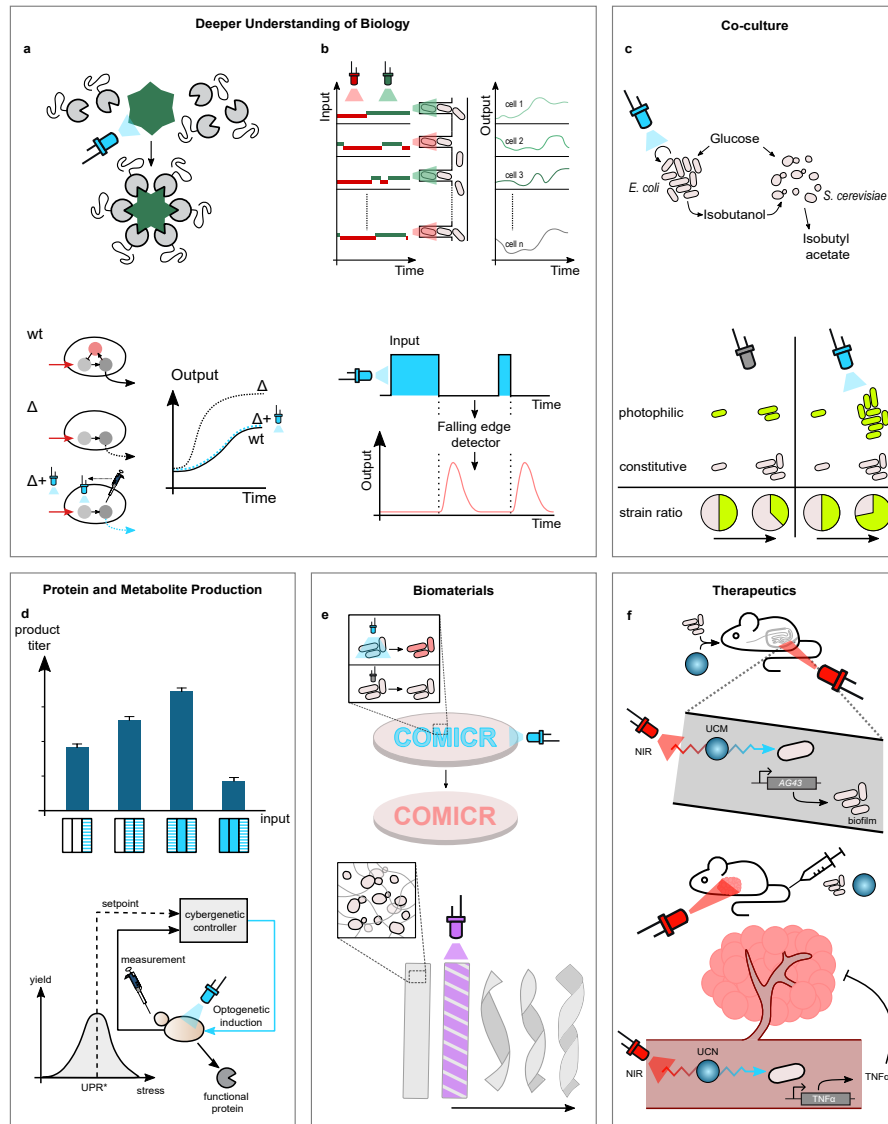 Deeper Understanding of Biology
a
b
Input
Time
Output
cell 1
cell 2
cell 3
cell n
Time
wt
Δ
Δ+
Output
Δ
Δ+
wt
Time
Input
Time
Falling edge
detector
Output
Time
Co-culture
c
Glucose
E. coli
S. cerevisiae
Isobutanol
Isobutyl
acetate
photophilic
constitutive
strain ratio
Protein and Metabolite Production
d
product
titer
input
setpoint
cybergenetic
controller
measurement
yield
Optogenetic
induction
UPR*
stress
functional
protein
Biomaterials
e
COMICR
COMICR
Therapeutics
f
NIR
UCM
AG43
biofilm
NIR
UCN
TNFα
TNFα